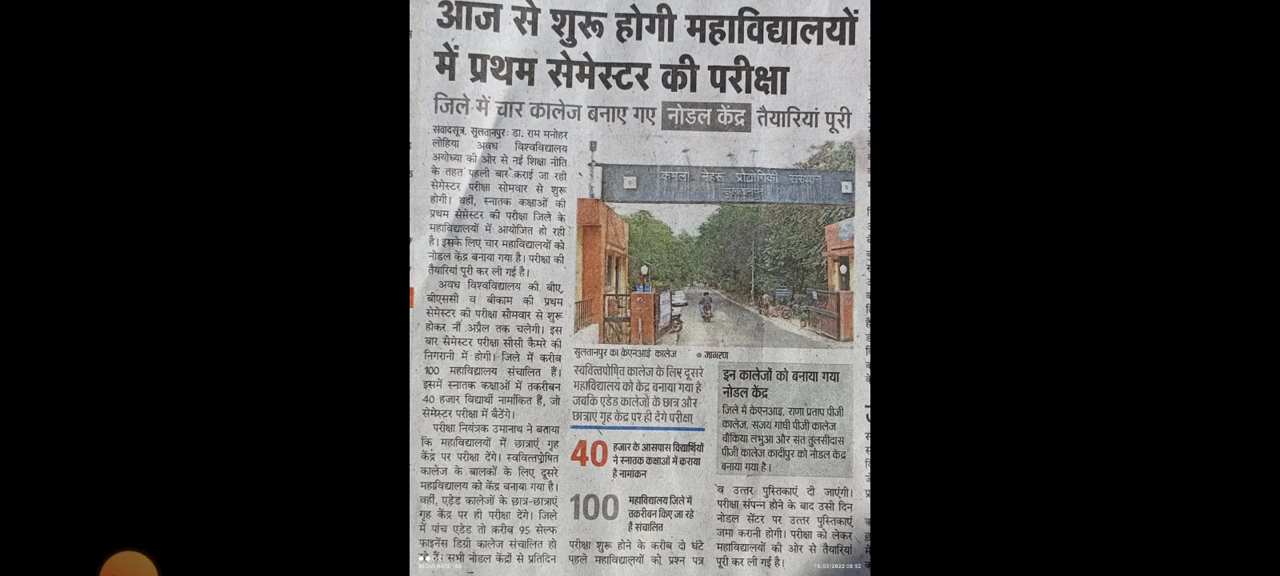 आज से शुरू होगी महाविद्यालयों
में प्रथम सेमेस्टर की परीक्षा
जिले में चार कालेज बनाए गए नोडल केंद्र तैयारियां पूरी
संवादसूत्र, सुलतानपुर: डा. राम मनोहर
लोहिया अवध विश्वविद्यालय
अयोध्या की ओर से नई शिक्षा नीति
के तहत पहली बार कराई जा रही
सेमेस्टर परीक्षा सोमवार से शुरू
होगी। वहीं, स्नातक कक्षाओं की
प्रथम सेमेस्टर की परीक्षा जिले के
महाविद्यालयों में आयोजित हो रही
है। इसके लिए चार महाविद्यालयों को
नोडल केंद्र बनाया गया है। परीक्षा की
तैयारियां पूरी कर ली गई है।
अवध विश्वविद्यालय की बीए,
बीएससी व बीकाम की प्रथम
सेमेस्टर की परीक्षा सोमवार से शुरू
होकर नौ अप्रैल तक चलेगी। इस
बार सेमेस्टर परीक्षा सीसी कैमरे की
निगरानी में होगी। जिले में करीब
100 महाविद्यालय संचालित हैं।
इसमें स्नातक कक्षाओं में तकरीबन
40 हजार विद्यार्थी नामांकित हैं, जो
सेमेस्टर परीक्षा में बैठेंगे।
परीक्षा नियंत्रक उमानाथ ने बताया
कि महाविद्यालयों में छात्राएं गृह
केंद्र पर परीक्षा देंगे। स्ववित्तपोषित
कालेज के बालकों के लिए दूसरे
महाविद्यालय को केंद्र बनाया गया है।
वहीं, एडेड कालेजों के छात्र-छात्राएं
गृह केंद्र पर ही परीक्षा देंगे। जिले
में पांच एडेड तो करीब 95 सेल्फ
फाइनेंस डिग्री कालेज संचालित हो
रहे हैं। सभी नोडल केंद्रों से प्रतिदिन
कमला नेहरू प्रौद्योगिकी संस्थान
सुलतानपुर
सुलतानपुर का केएनआई कालेज ● जागरण
स्ववित्तपोषित कालेज के लिए दूसरे
महाविद्यालय को केंद्र बनाया गया है
जबकि एडेड कालेजों के छात्र और
छात्राएं गृह केंद्र पर ही देंगे परीक्षा
40 हजार के आसपास विद्यार्थियों
ने स्नातक कक्षाओं में कराया
है नामांकन
100 महाविद्यालय जिले में
तकरीबन किए जा रहे
है संचालित
परीक्षा शुरू होने के करीब दो घंटे
पहले महाविद्यालयों को प्रश्न पत्र
इन कालेजों को बनाया गया
नोडल केंद्र
जिले में केएनआइ, राणा प्रताप पीजी
कालेज, संजय गांधी पीजी कालेज
चौकिया लभुआ और संत तुलसीदास
पीजी कालेज कादीपुर को नोडल केंद्र
बनाया गया है।
व उत्तर पुस्तिकाएं दी जाएंगी।
परीक्षा संपन्न होने के बाद उसी दिन
नोडल सेंटर पर उत्तर पुस्तिकाएं
जमा करानी होगी। परीक्षा को लेकर
महाविद्यालयों की ओर से तैयारियां
पूरी कर ली गई है।